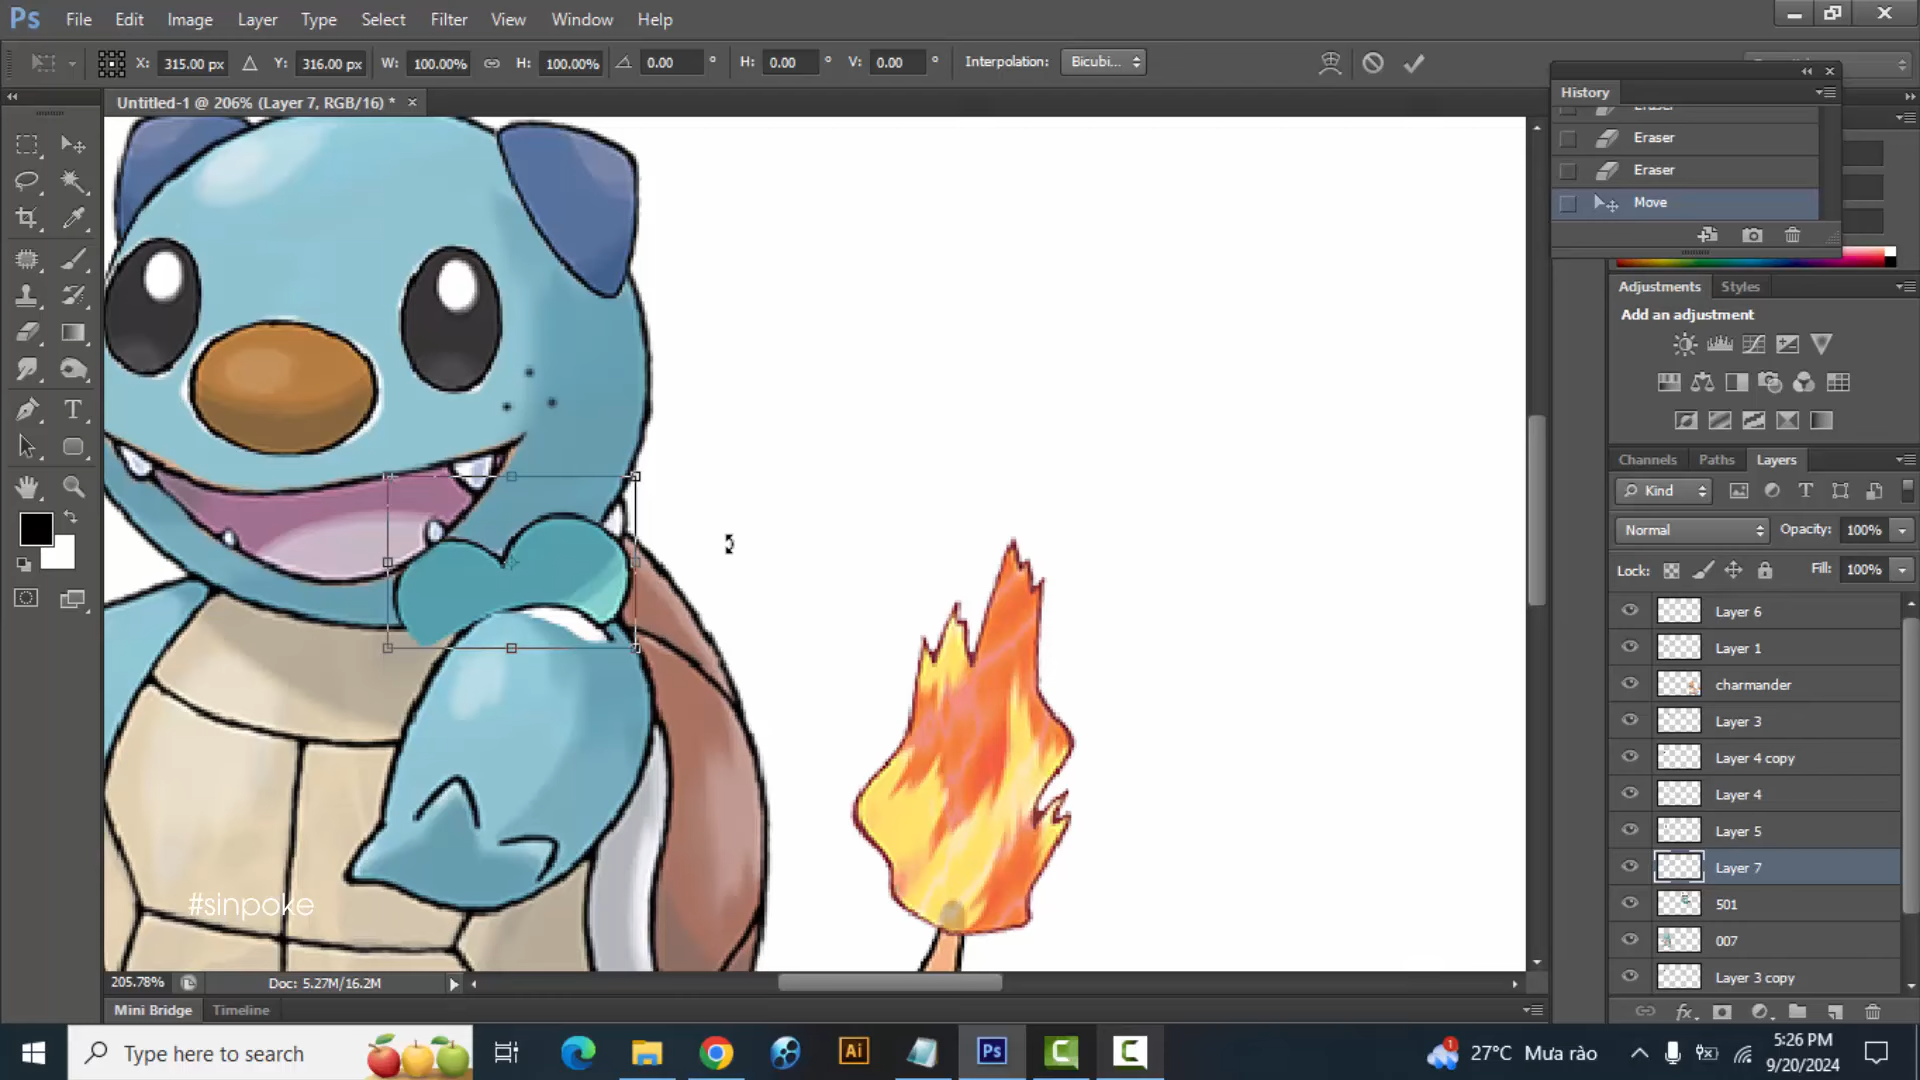 Ps File Edit Image Layer Type Select Filter View Window Help
X: 315.00 px Y: 316.00 px W: 100.00% H: 100.00% 0.00 ° H: 0.00 ° V: 0.00 ° Interpolation: Bicubi...
Untitled-1 @ 206% (Layer 7, RGB/16) *
History
Eraser
Eraser
Move
Adjustments Styles
Add an adjustment
Channels Paths Layers
Kind
Normal Opacity: 100%
Lock: Fill: 100%
Layer 6
Layer 1
charmander
Layer 3
Layer 4 copy
Layer 4
Layer 5
Layer 7
501
007
Layer 3 copy
#sinpoke
205.78% Doc: 5.27M/16.2M
Mini Bridge Timeline
Type here to search
Ai Ps
1 27°C Mưa rào
5:26 PM
9/20/2024